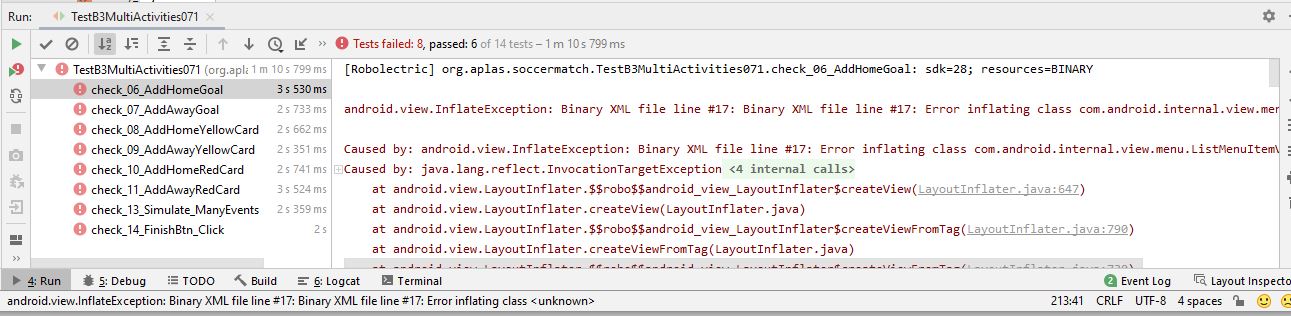 Run: TestB3MultiActivities071
Tests failed: 8, passed: 6 of 14 tests – 1 m 10 s 799 ms
TestB3MultiActivities071 (org.aplas 1 m 10 s 799 ms
check_06_AddHomeGoal 3 s 530 ms
check_07_AddAwayGoal 2 s 733 ms
check_08_AddHomeYellowCard 2 s 662 ms
check_09_AddAwayYellowCard 2 s 351 ms
check_10_AddHomeRedCard 2 s 741 ms
check_11_AddAwayRedCard 3 s 524 ms
check_13_Simulate_ManyEvents 2 s 359 ms
check_14_FinishBtn_Click 2 s
[Robolectric] org.aplas.soccermatch.TestB3MultiActivities071.check_06_AddHomeGoal: sdk=28; resources=BINARY
android.view.InflateException: Binary XML file line #17: Binary XML file line #17: Error inflating class com.android.internal.view.men
Caused by: android.view.InflateException: Binary XML file line #17: Error inflating class com.android.internal.view.menu.ListMenuItemV
Caused by: java.lang.reflect.InvocationTargetException <4 internal calls>
at android.view.LayoutInflater.$$robo$$android_view_LayoutInflater$createView(LayoutInflater.java:647)
at android.view.LayoutInflater.createView(LayoutInflater.java)
at android.view.LayoutInflater.$$robo$$android_view_LayoutInflater$createViewFromTag(LayoutInflater.java:790)
at android.view.LayoutInflater.createViewFromTag(LayoutInflater.java)
4: Run 5: Debug TODO Build 6: Logcat Terminal 2 Event Log Layout Inspecto
android.view.InflateException: Binary XML file line #17: Binary XML file line #17: Error inflating class <unknown> 213:41 CRLF UTF-8 4 spaces